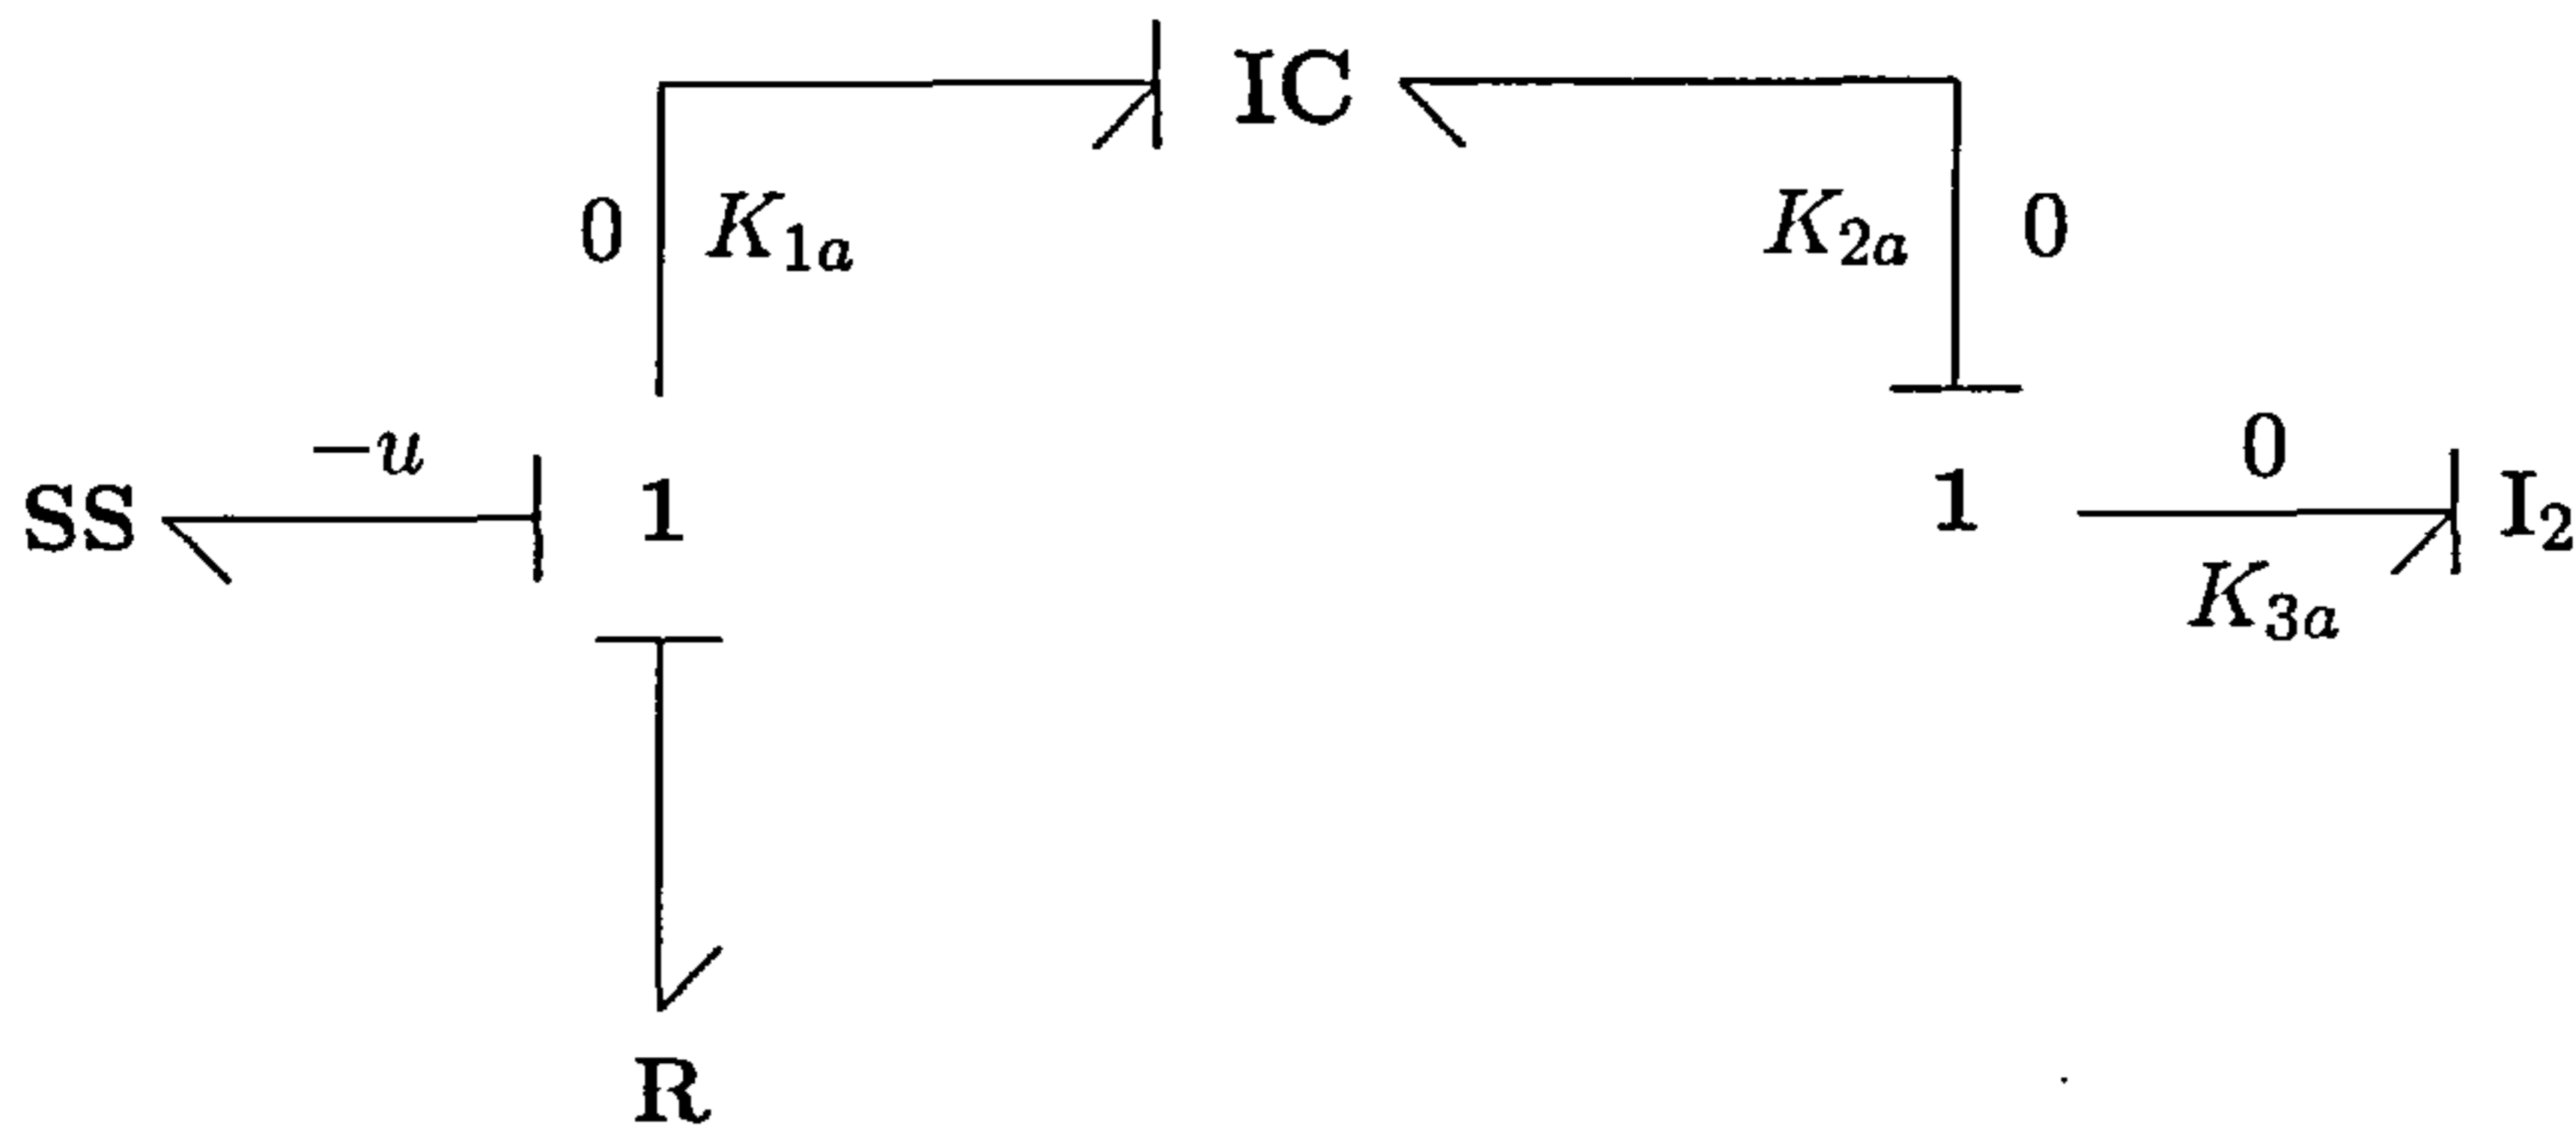 IC
0 K₁ₐ K₂ₐ 0
−u 0
SS 1 1 I₂
K₃ₐ
R